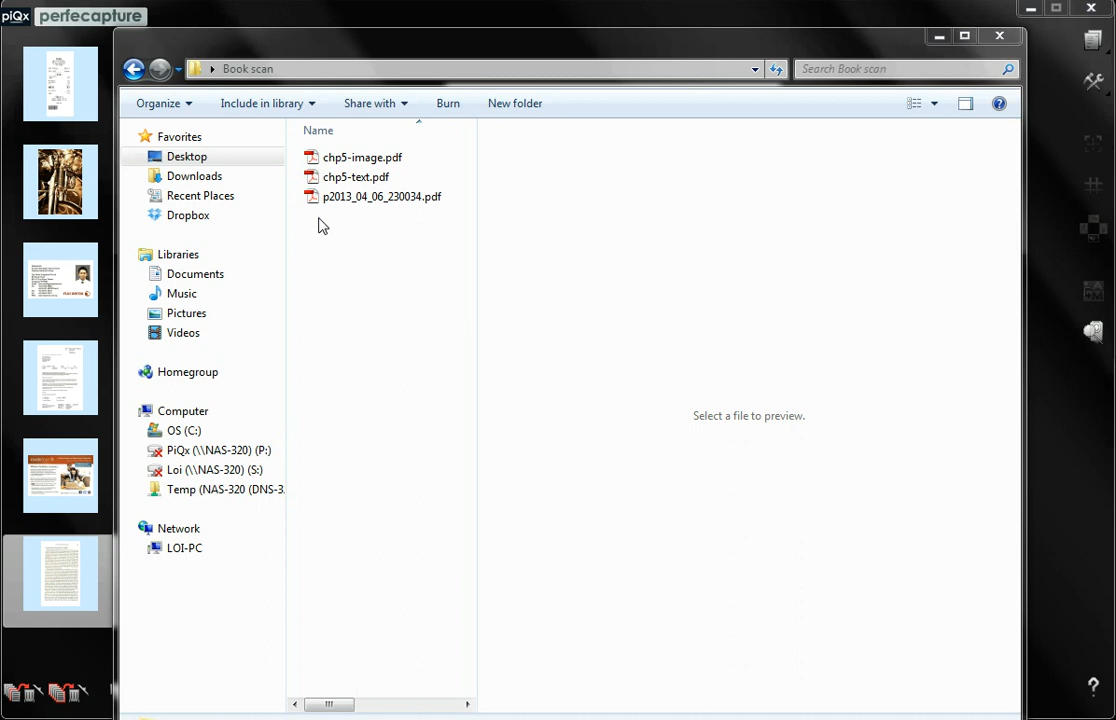 piQx perfecapture
Book scan
Search Book scan
Organize Include in library Share with Burn New folder
Favorites
Desktop
Downloads
Recent Places
Dropbox
Libraries
Documents
Music
Pictures
Videos
Homegroup
Computer
OS (C:)
PiQx (\\NAS-320) (P:)
Loi (\\NAS-320) (S:)
Temp (NAS-320 (DNS-3
Network
LOI-PC
Name
chp5-image.pdf
chp5-text.pdf
p2013_04_06_230034.pdf
Select a file to preview.